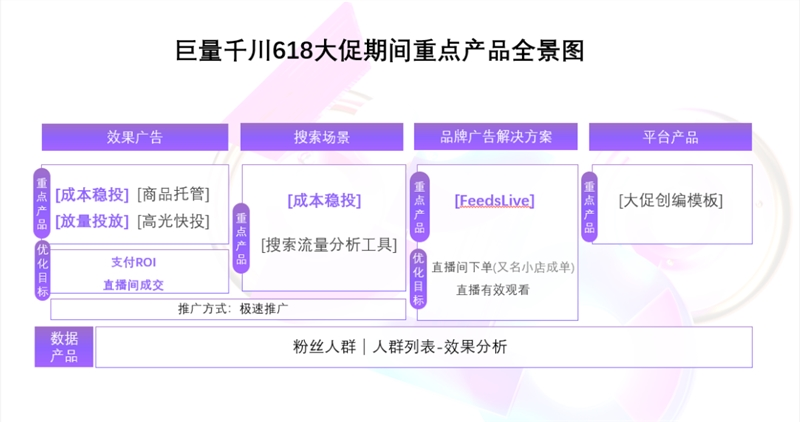 巨量千川618大促期间重点产品全景图
效果广告
搜索场景
品牌广告解决方案
平台产品
重点产品
[成本稳投] [商品托管]
[放量投放] [高光快投]
优化目标
支付ROI
直播间成交
重点产品
[成本稳投]
[搜索流量分析工具]
推广方式：极速推广
重点产品
[FeedsLive]
优化目标
直播间下单(又名小店成单)
直播有效观看
重点产品
[大促创编模板]
数据
产品
粉丝人群｜人群列表-效果分析